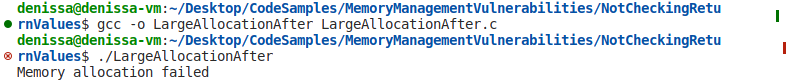 denissa@denissa-vm:~/Desktop/CodeSamples/MemoryManagementVulnerabilities/NotCheckingRetu
rnValues$ gcc -o LargeAllocationAfter LargeAllocationAfter.c
denissa@denissa-vm:~/Desktop/CodeSamples/MemoryManagementVulnerabilities/NotCheckingRetu
rnValues$ ./LargeAllocationAfter
Memory allocation failed